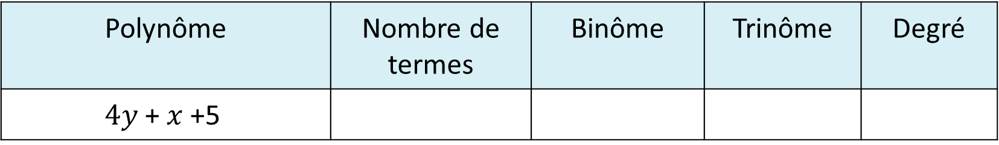 Polynôme
Nombre de
termes
Binôme
Trinôme
Degré
4y + x +5